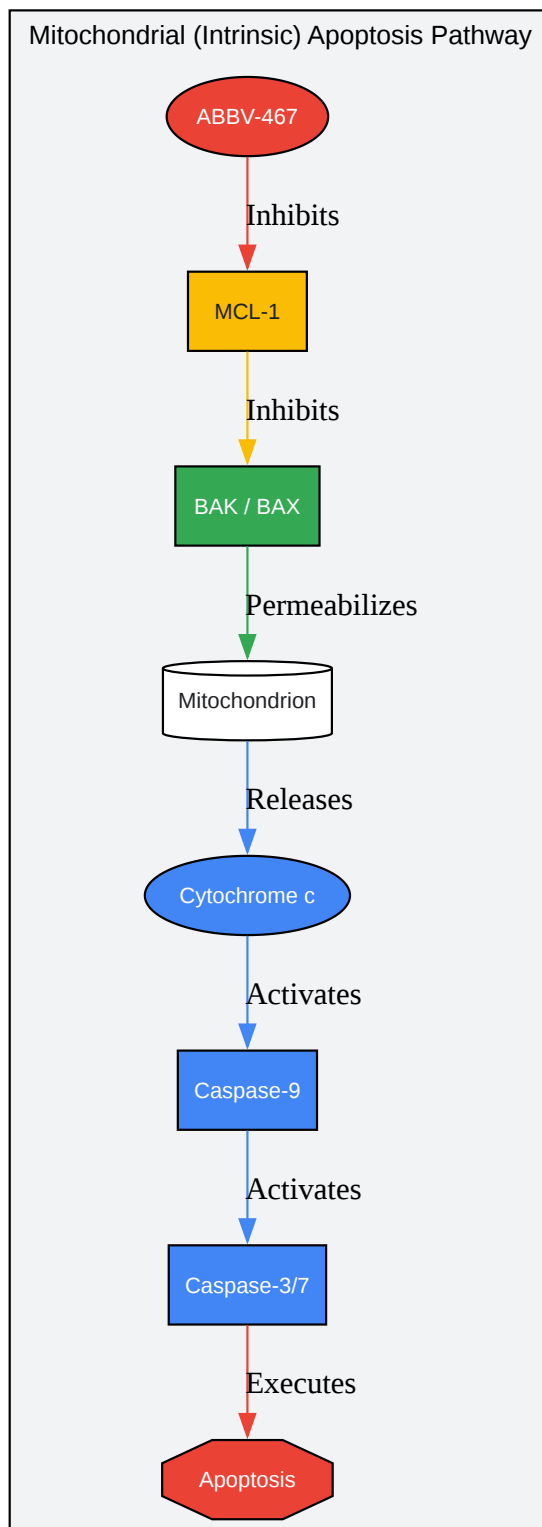 Mitochondrial (Intrinsic) Apoptosis Pathway
ABBV-467
Inhibits
MCL-1
Inhibits
BAK / BAX
Permeabilizes
Mitochondrion
Releases
Cytochrome c
Activates
Caspase-9
Activates
Caspase-3/7
Executes
Apoptosis